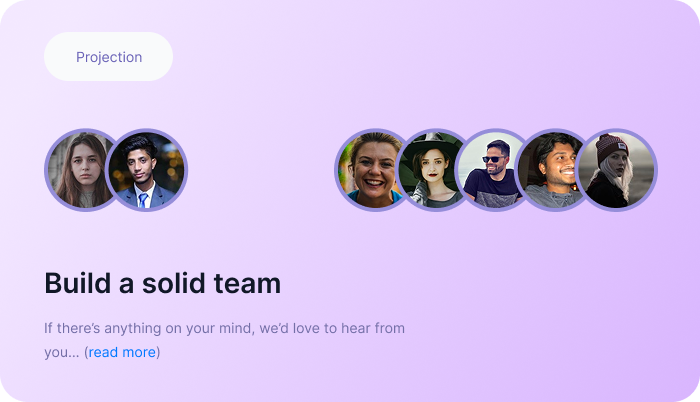 Projection
Build a solid team
If there’s anything on your mind, we’d love to hear from
you... (read more)